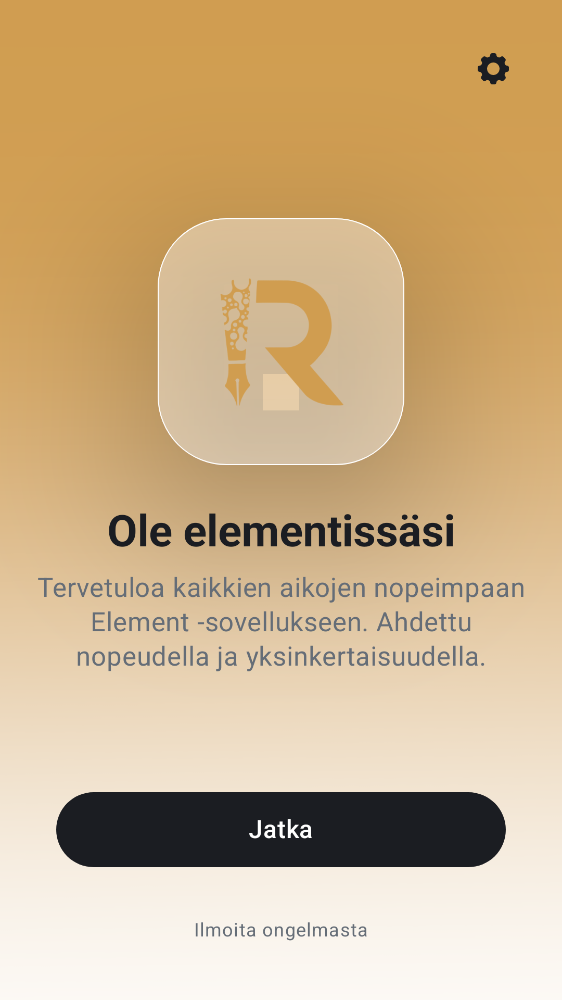 R
Ole elementissäsi
Tervetuloa kaikkien aikojen nopeimpaan
Element -sovellukseen. Ahdettu
nopeudella ja yksinkertaisuudella.
Jatka
Ilmoita ongelmasta